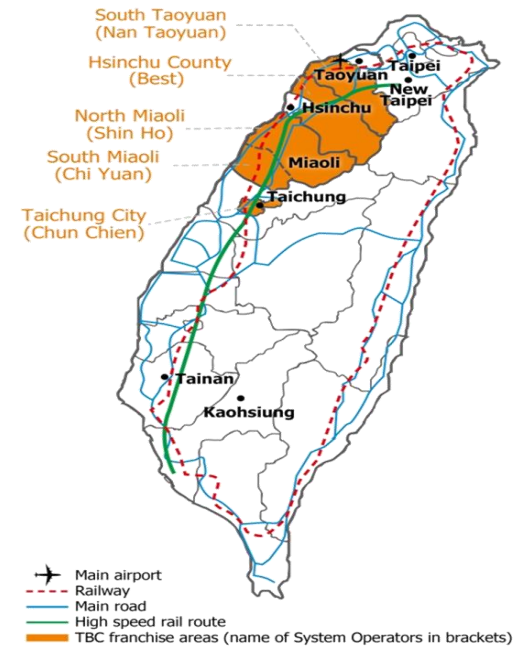 South Taoyuan
(Nan Taoyuan)
Hsinchu County
(Best)
North Miaoli
(Shin Ho)
South Miaoli
(Chi Yuan)
Taichung City
(Chun Chien)
Taoyuan
Taipei
New
Taipei
Hsinchu
Miaoli
Taichung
Tainan
Kaohsiung
Main airport
Railway
Main road
High speed rail route
TBC franchise areas (name of System Operators in brackets)